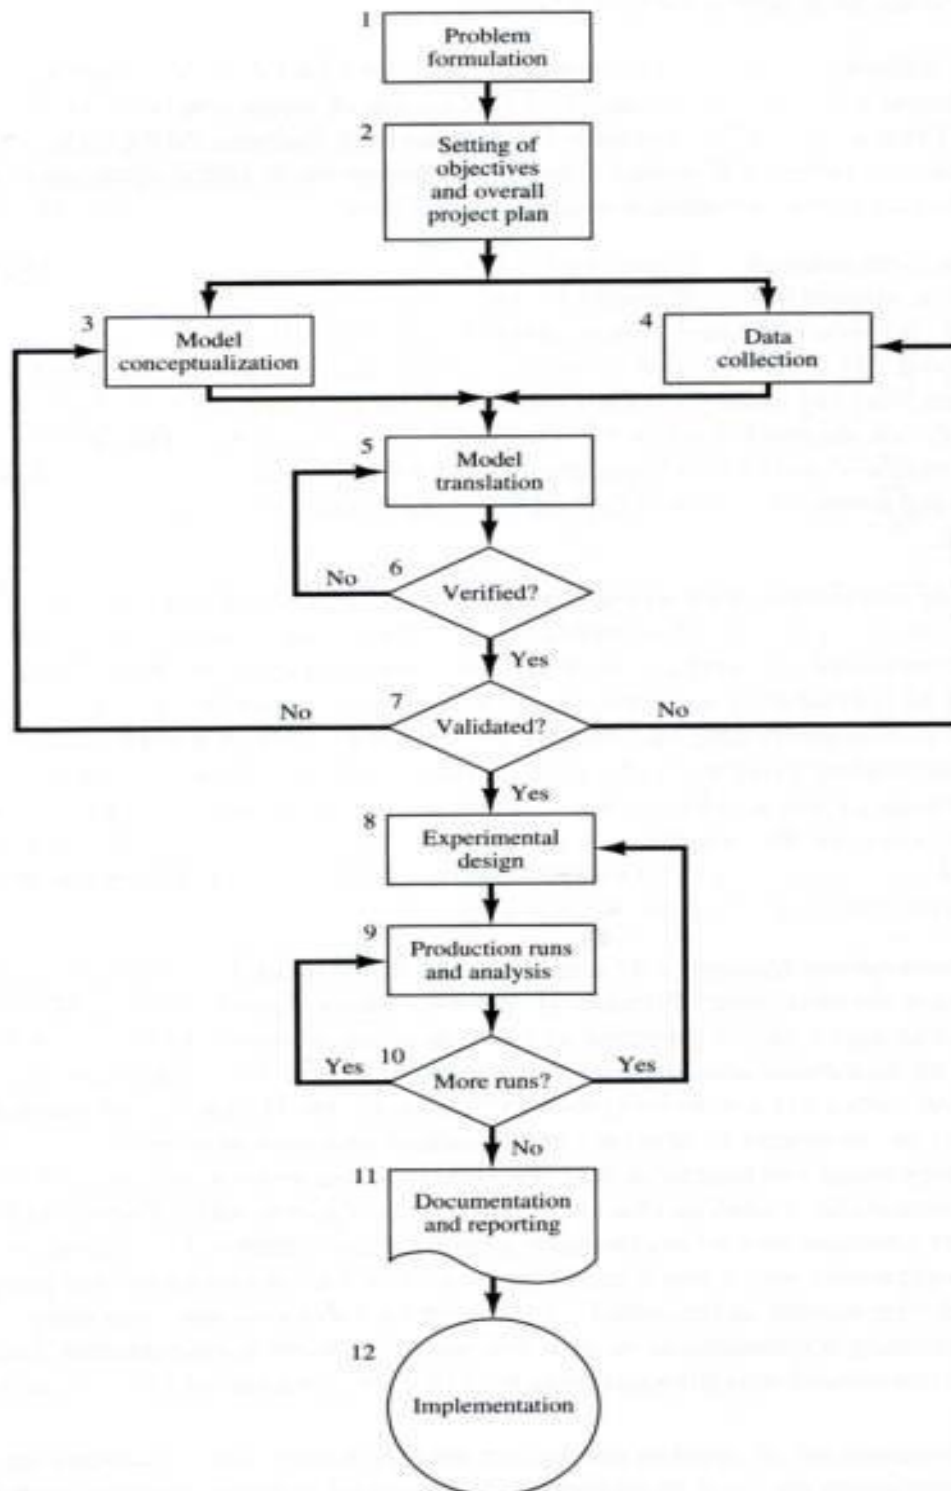 1
Problem
formulation
2
Setting of
objectives
and overall
project plan
3
Model
conceptualization
4
Data
collection
5
Model
translation
6
No
Verified?
Yes
7
No
Validated?
No
Yes
8
Experimental
design
9
Production runs
and analysis
10
Yes
More runs?
Yes
No
11
Documentation
and reporting
12
Implementation